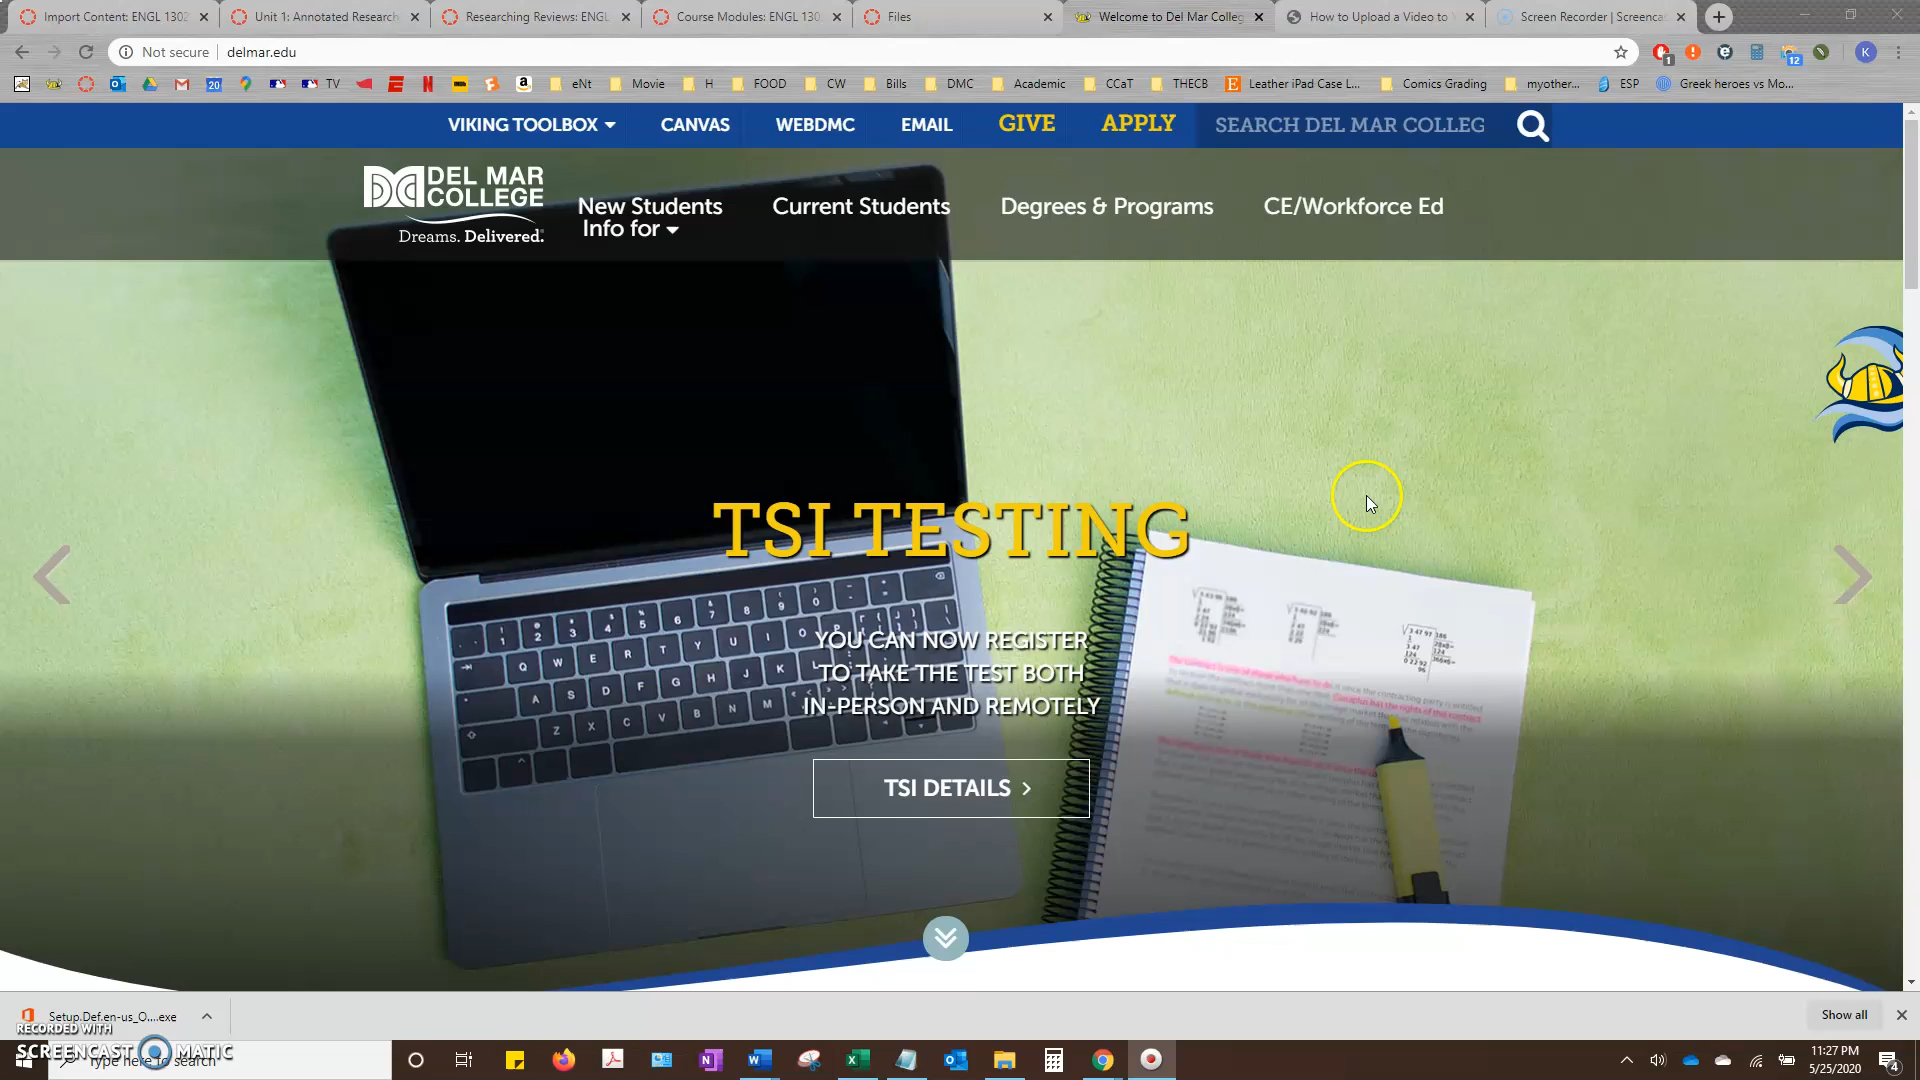 Import Content: ENGL 1302
Unit 1: Annotated Research
Researching Reviews: ENGL
Course Modules: ENGL 130
Files
Welcome to Del Mar Colleg
How to Upload a Video to
Screen Recorder | Screenca
Not secure
delmar.edu
K
20
TV
eNt
Movie
H
FOOD
CW
Bills
DMC
Academic
CCaT
THECB
Leather iPad Case L...
Comics Grading
myother...
ESP
Greek heroes vs Mo...
VIKING TOOLBOX
CANVAS
WEBDMC
EMAIL
GIVE
APPLY
SEARCH DEL MAR COLLEG
DEL MAR
COLLEGE
Dreams. Delivered.
New Students
Current Students
Degrees & Programs
CE/Workforce Ed
Info for
TSI TESTING
YOU CAN NOW REGISTER
TO TAKE THE TEST BOTH
IN-PERSON AND REMOTELY
TSI DETAILS
Setup.Def.en-us_O....exe
Show all
RECORDED WITH
SCREENCAST MATIC
Type here to search
11:27 PM
5/25/2020
4